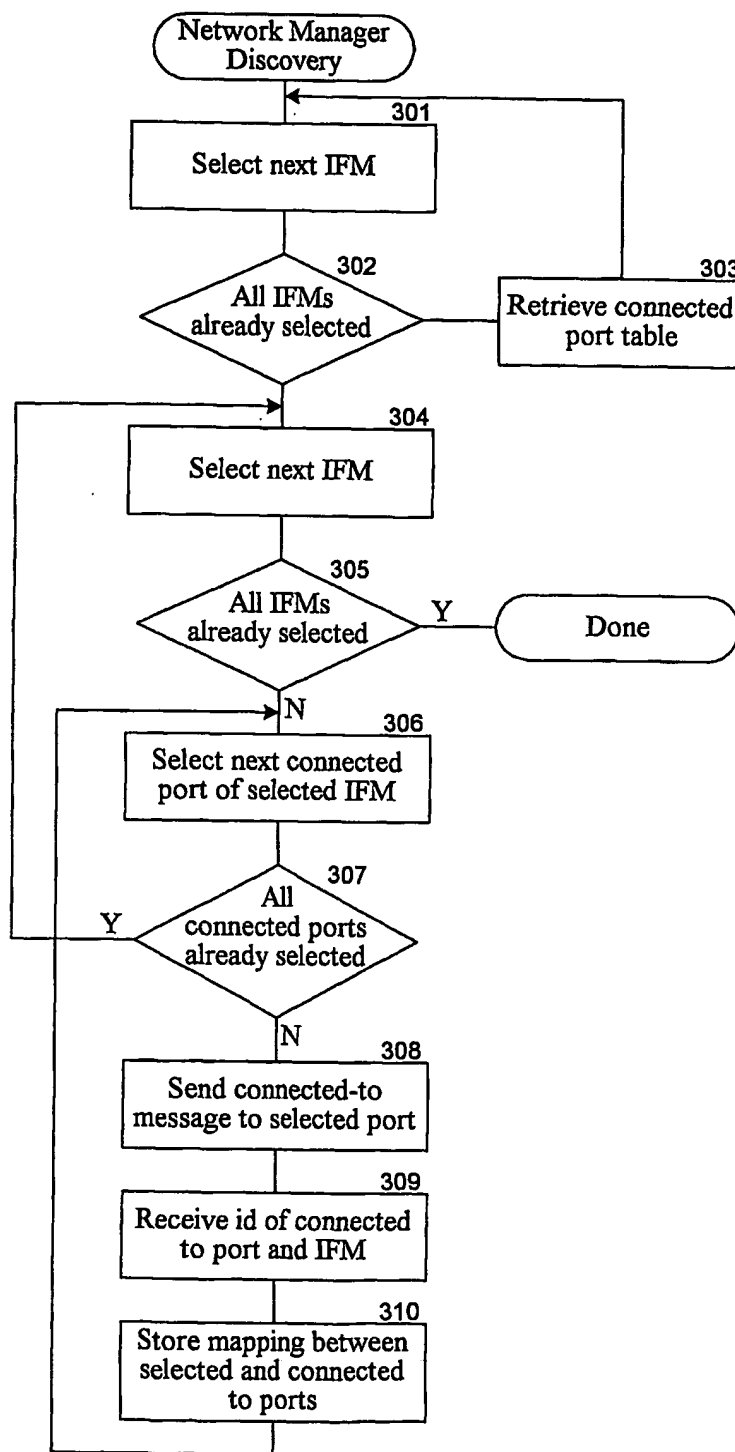 Network Manager
Discovery
301
Select next IFM
302
All IFMs
already selected
303
Retrieve connected
port table
304
Select next IFM
305
All IFMs
already selected
Y
Done
N
306
Select next connected
port of selected IFM
307
All
connected ports
already selected
Y
N
308
Send connected-to
message to selected port
309
Receive id of connected
to port and IFM
310
Store mapping between
selected and connected
to ports